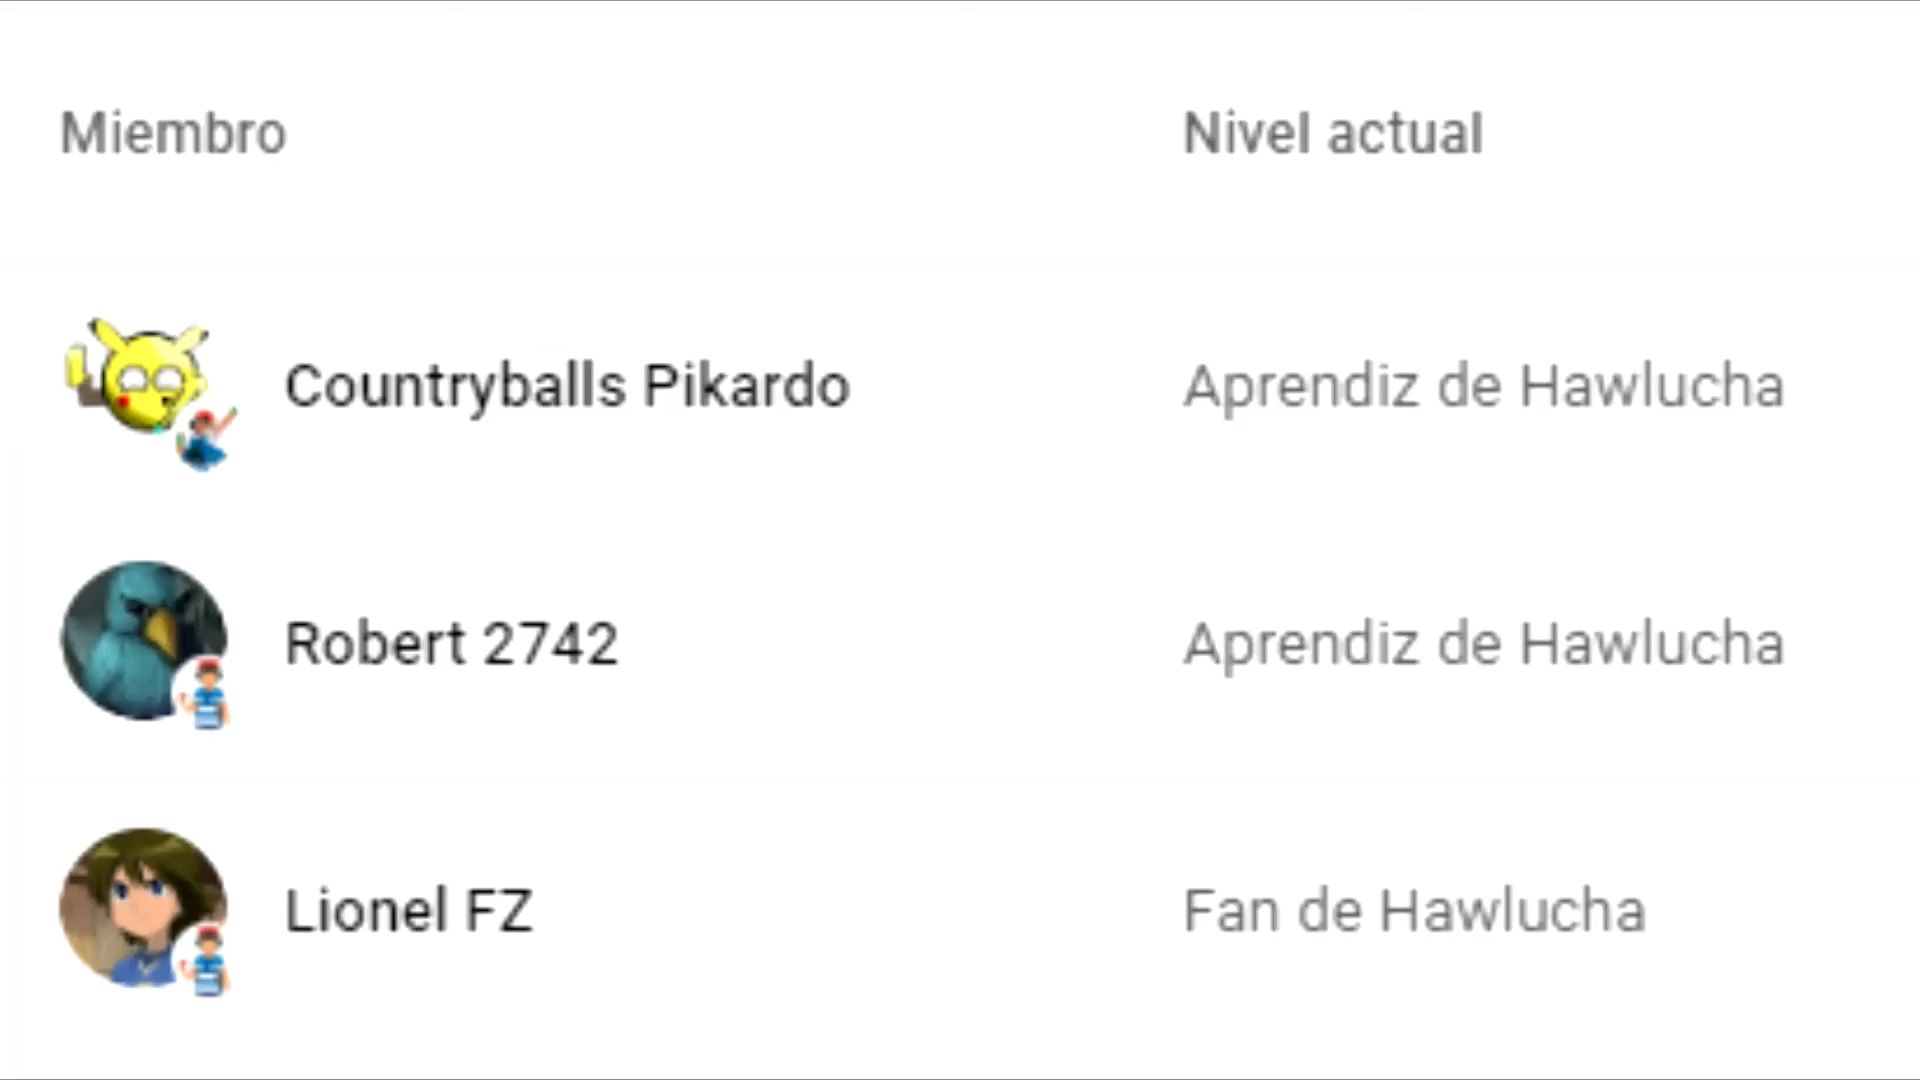 Miembro Nivel actual
Countryballs Pikardo Aprendiz de Hawlucha
Robert 2742 Aprendiz de Hawlucha
Lionel FZ Fan de Hawlucha